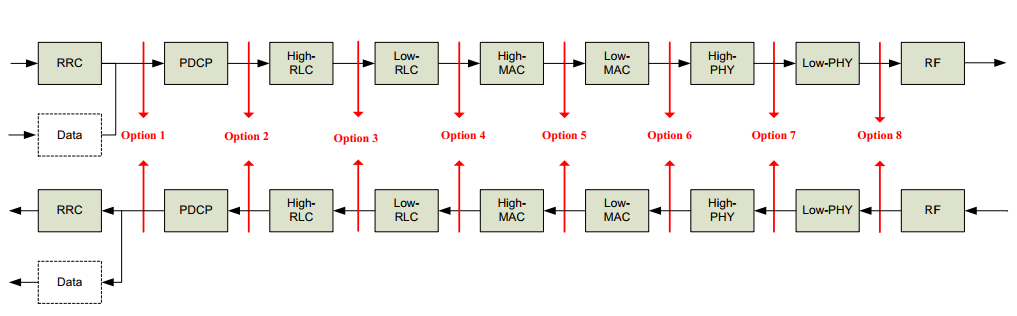 RRC
PDCP
High-
RLC
Low-
RLC
High-
MAC
Low-
MAC
High-
PHY
Low-PHY
RF
Data
Option 1
Option 2
Option 3
Option 4
Option 5
Option 6
Option 7
Option 8
RRC
PDCP
High-
RLC
Low-
RLC
High-
MAC
Low-
MAC
High-
PHY
Low-PHY
RF
Data